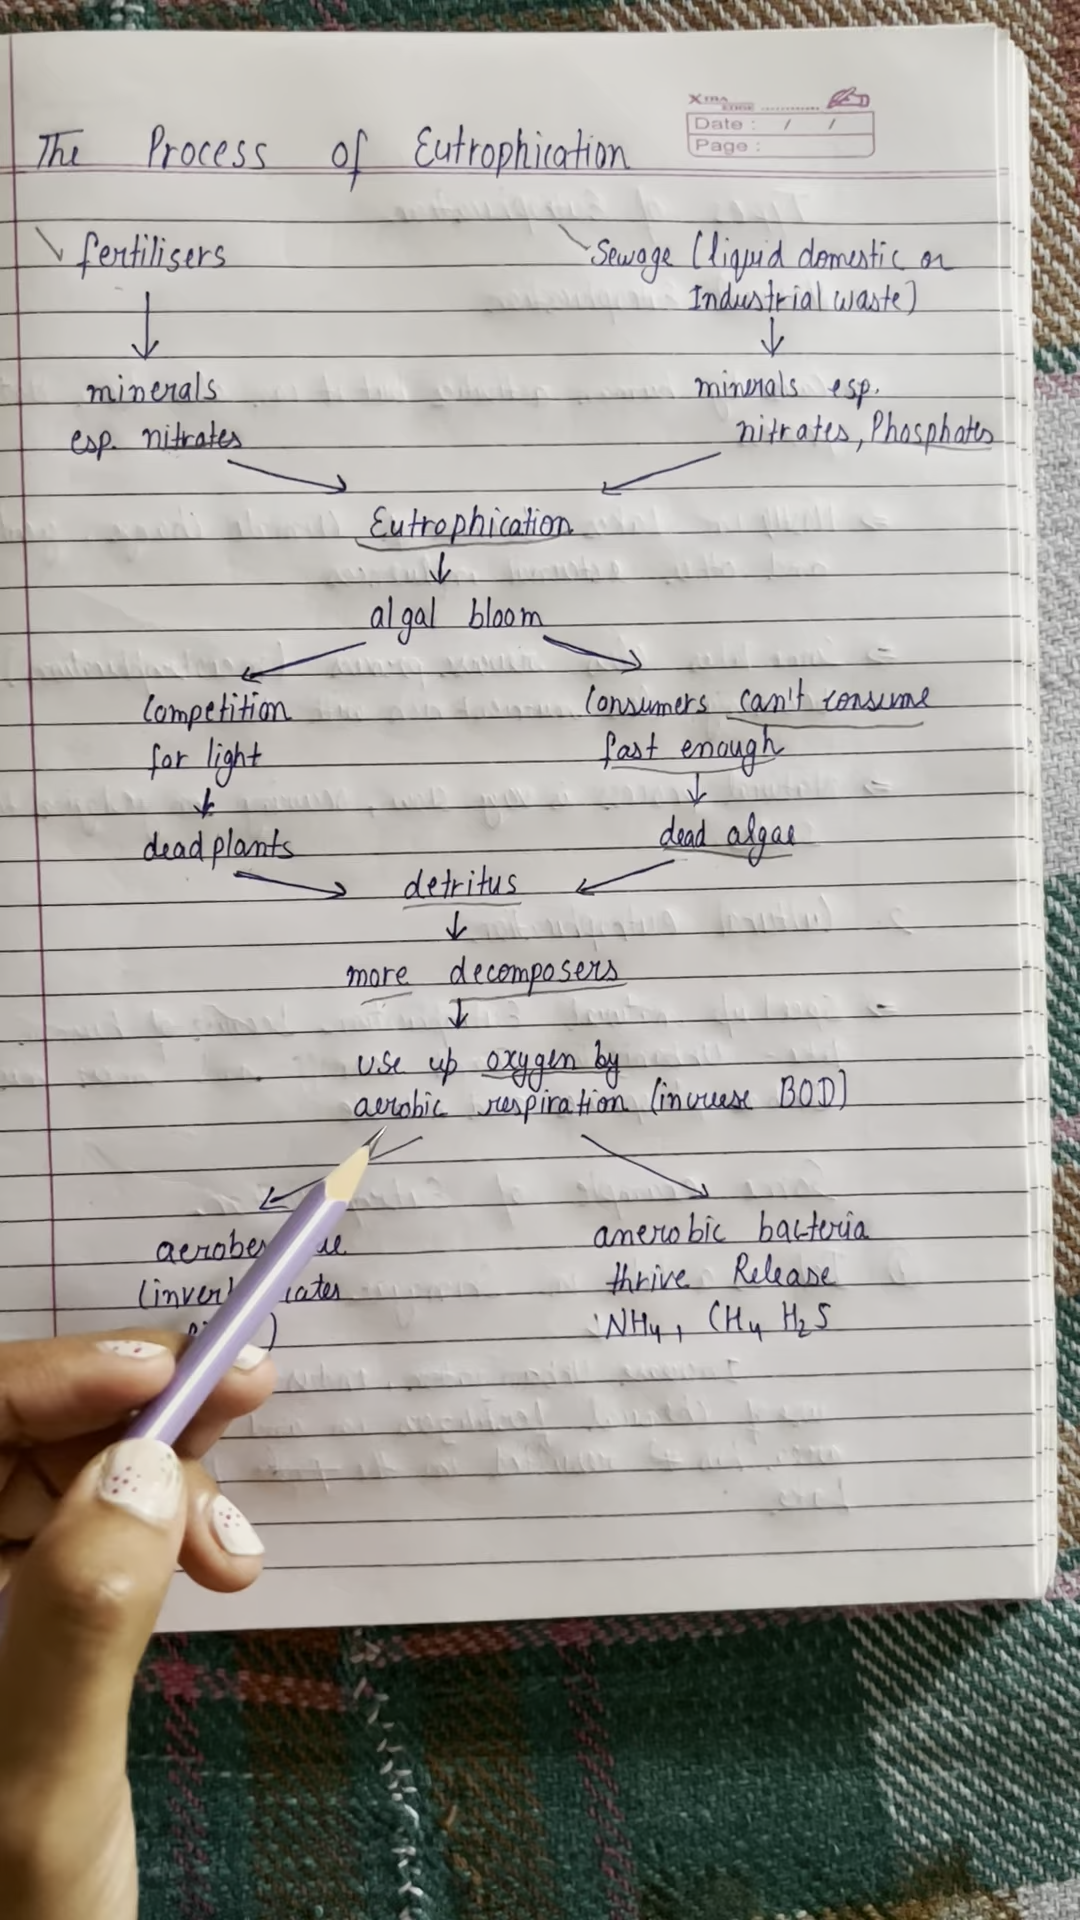 XTRA EDGE
Date : / /
Page :
The Process of Eutrophication
fertilisers
Sewage (liquid domestic or
Industrial waste)
minerals
esp. nitrates
minerals esp.
nitrates, Phosphates
Eutrophication
algal bloom
Competition
for light
Consumers can't consume
fast enough
dead plants
dead algae
detritus
more decomposers
use up oxygen by
aerobic respiration (increase BOD)
anerobic bacteria
thrive Release
NH4, CH4 H2S